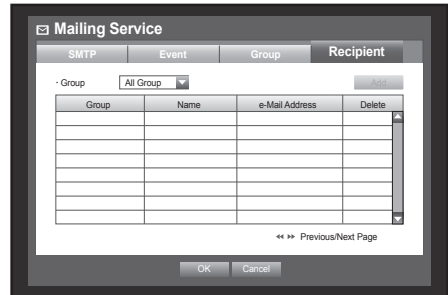 Mailing Service
SMTP Event Group Recipient
· Group All Group Add
Group Name e-Mail Address Delete
Previous/Next Page
OK Cancel